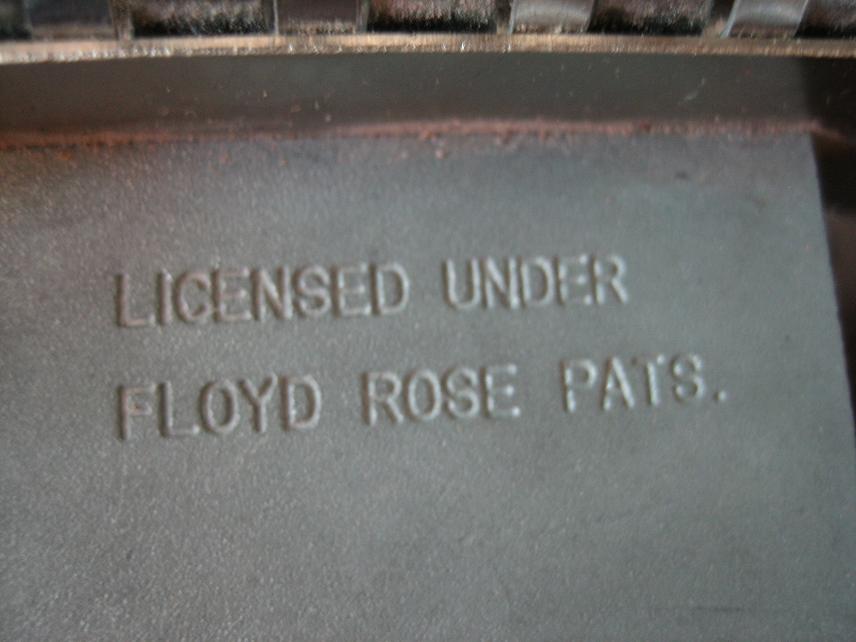 LICENSED UNDER
FLOYD ROSE PATS.